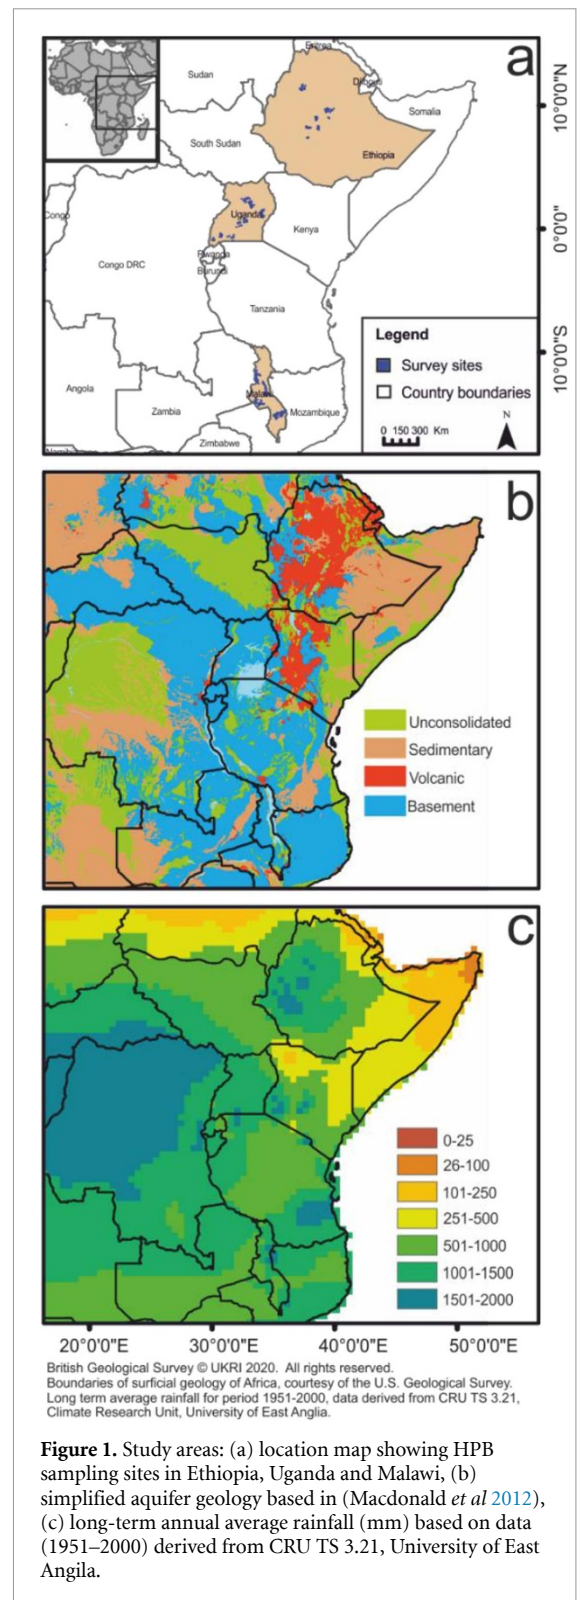 a
Eritrea
Sudan
Djibouti
Somalia
South Sudan
Ethiopia
10°0'0"N
Congo
Uganda
Kenya
0°0'0"
Rwanda
Burundi
Congo DRC
Tanzania
Legend
Survey sites
Country boundaries
0 150 300 Km
N
10°0'0"S
Angola
Malawi
Zambia
Mozambique
Zimbabwe
Namibia
b
Unconsolidated
Sedimentary
Volcanic
Basement
c
0-25
26-100
101-250
251-500
501-1000
1001-1500
1501-2000
20°0'0"E 30°0'0"E 40°0'0"E 50°0'0"E
British Geological Survey © UKRI 2020. All rights reserved.
Boundaries of surficial geology of Africa, courtesy of the U.S. Geological Survey.
Long term average rainfall for period 1951-2000, data derived from CRU TS 3.21,
Climate Research Unit, University of East Anglia.
Figure 1. Study areas: (a) location map showing HPB
sampling sites in Ethiopia, Uganda and Malawi, (b)
simplified aquifer geology based in (Macdonald et al 2012),
(c) long-term annual average rainfall (mm) based on data
(1951–2000) derived from CRU TS 3.21, University of East
Angila.